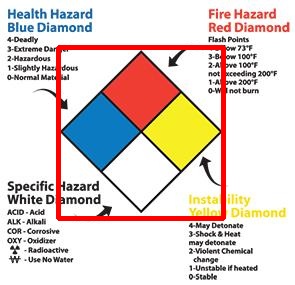 Health Hazard
Blue Diamond
4-Deadly
3-Extreme Danger
2-Hazardous
1-Slightly Hazardous
0-Normal Material
Fire Hazard
Red Diamond
Flash Points
Below 73°F
3-Below 100°F
2-Above 100°F
not exceeding 200°F
1-Above 200°F
0-Will not burn
Specific Hazard
White Diamond
ACID - Acid
ALK - Alkali
COR - Corrosive
OXY - Oxidizer
- Radioactive
W - Use No Water
Instability
Yellow Diamond
4-May Detonate
3-Shock & Heat
may detonate
2-Violent Chemical
change
1-Unstable if heated
0-Stable